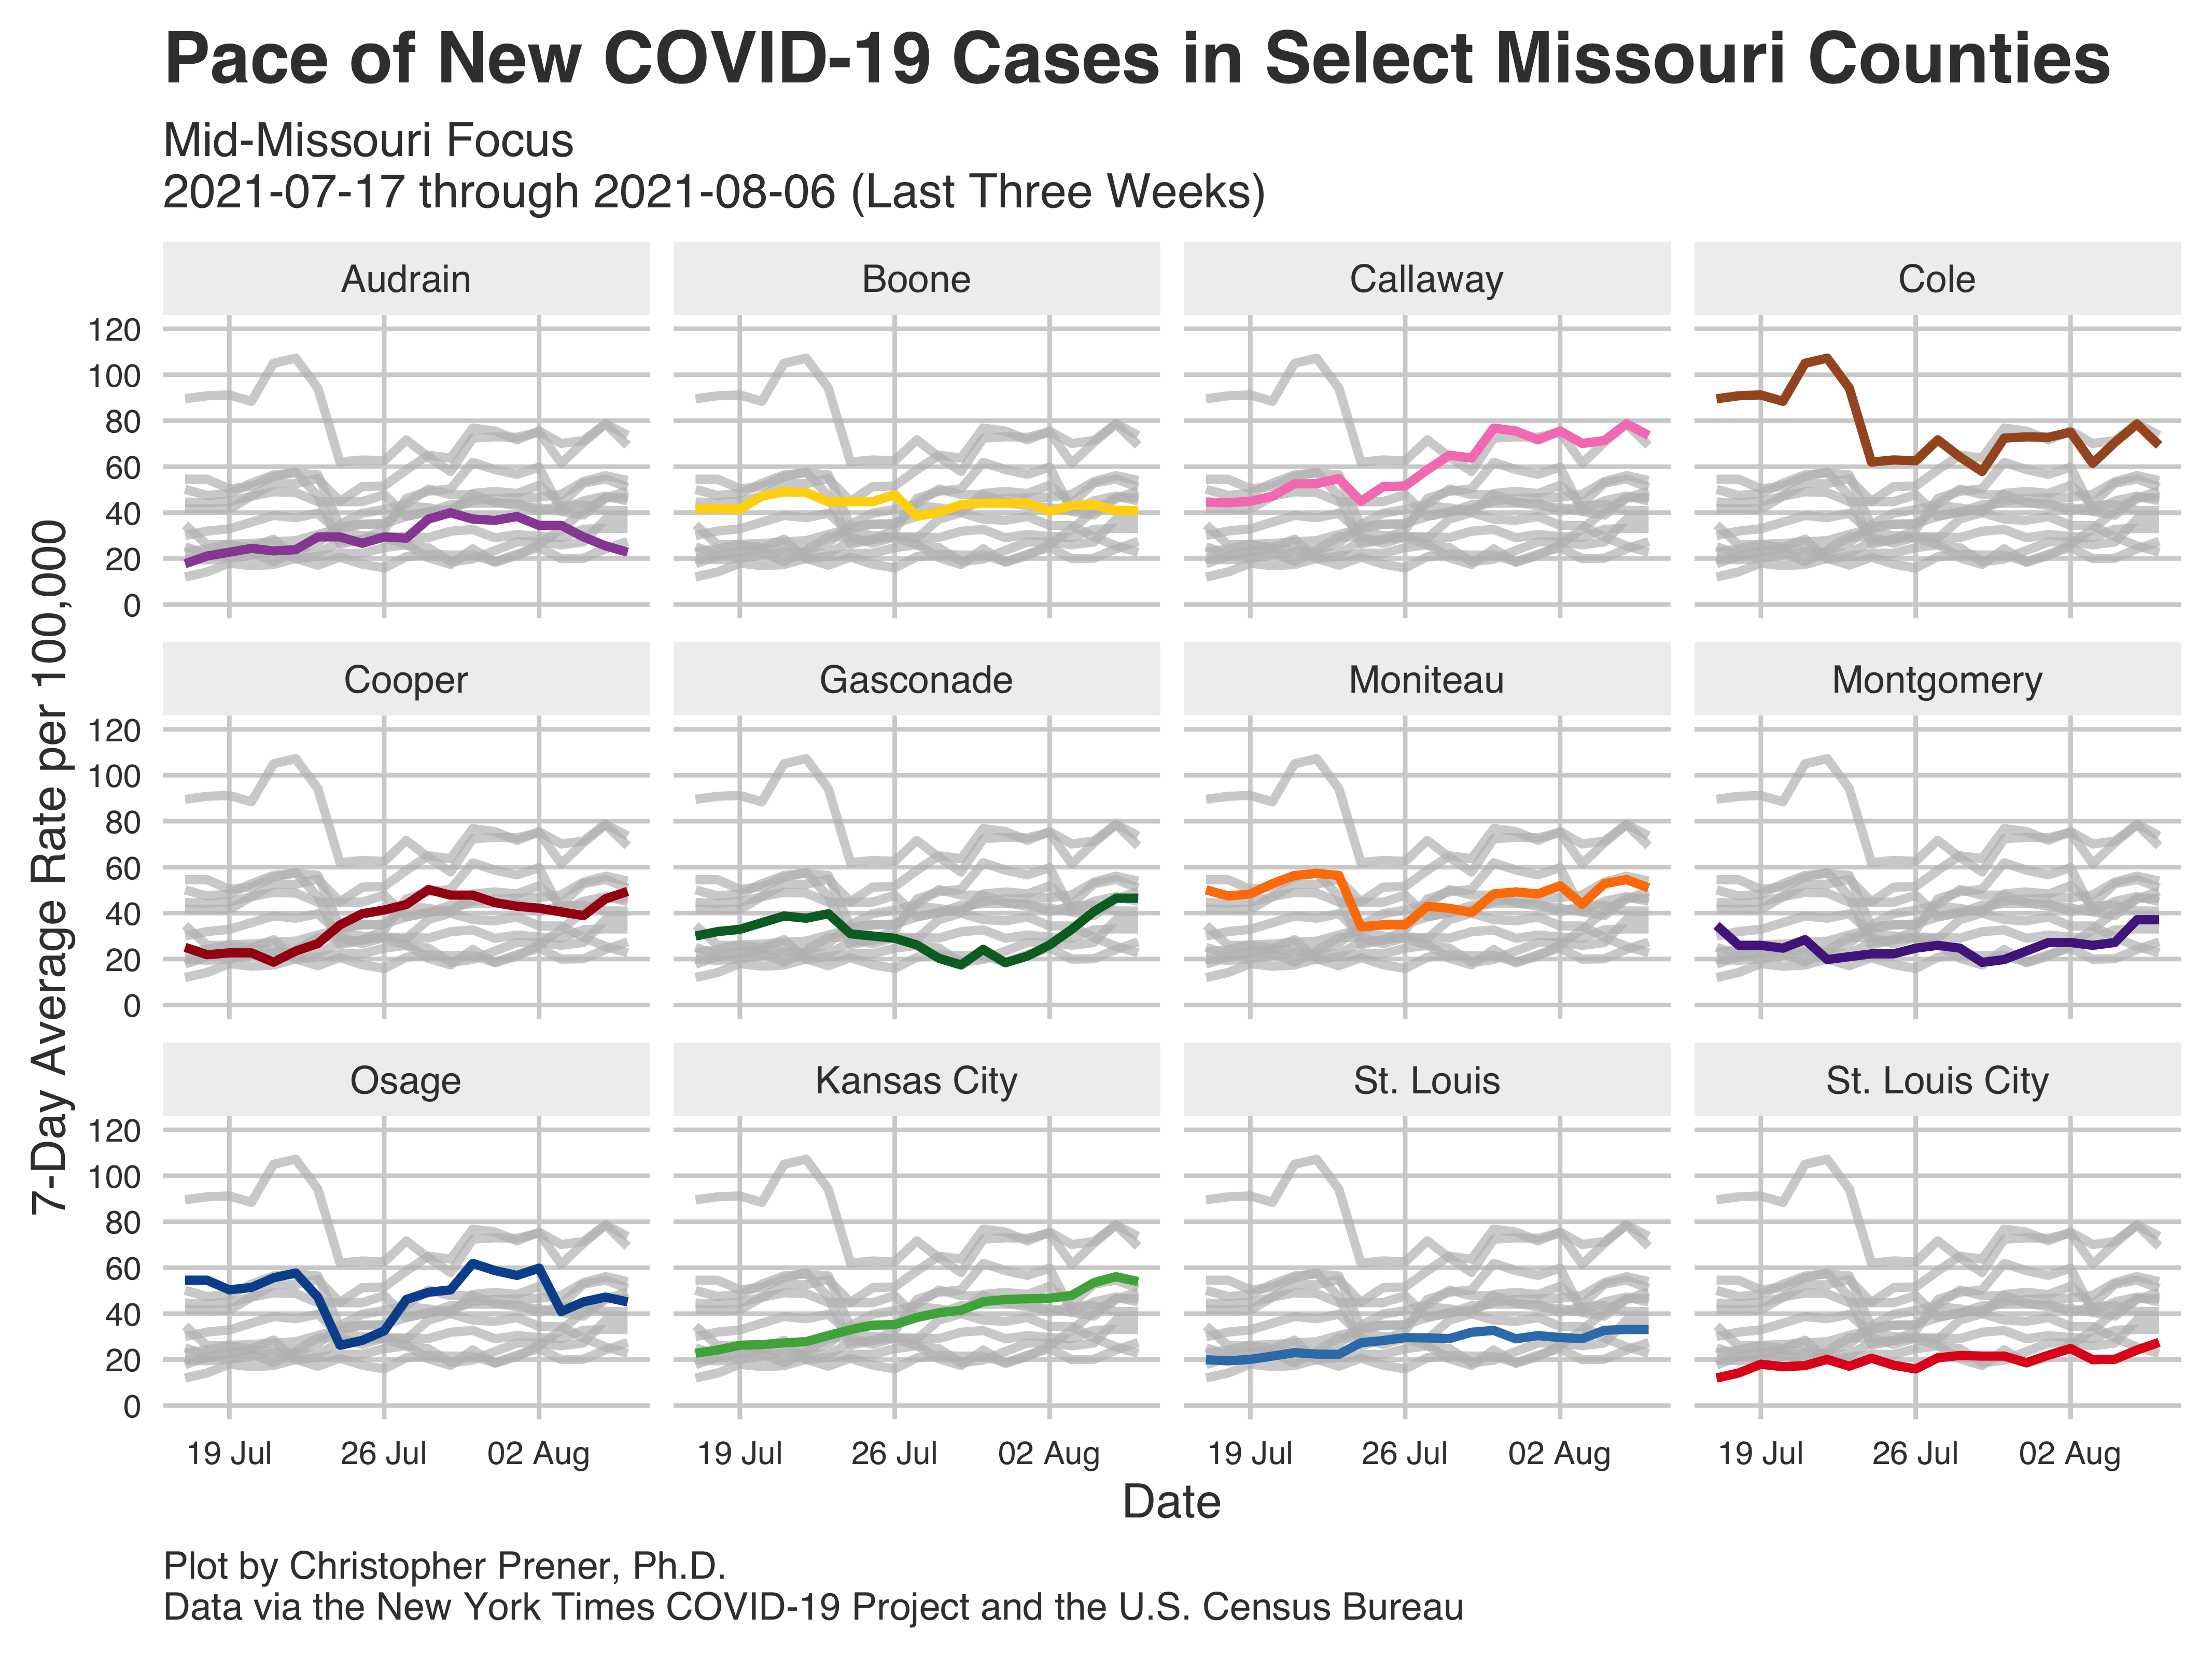 Pace of New COVID-19 Cases in Select Missouri Counties
Mid-Missouri Focus
2021-07-17 through 2021-08-06 (Last Three Weeks)
7-Day Average Rate per 100,000
Audrain
Boone
Callaway
Cole
120
100
80
60
40
20
0
Cooper
Gasconade
Moniteau
Montgomery
120
100
80
60
40
20
0
Osage
Kansas City
St. Louis
St. Louis City
120
100
80
60
40
20
0
19 Jul 26 Jul 02 Aug
19 Jul 26 Jul 02 Aug
19 Jul 26 Jul 02 Aug
19 Jul 26 Jul 02 Aug
Date
Plot by Christopher Prener, Ph.D.
Data via the New York Times COVID-19 Project and the U.S. Census Bureau